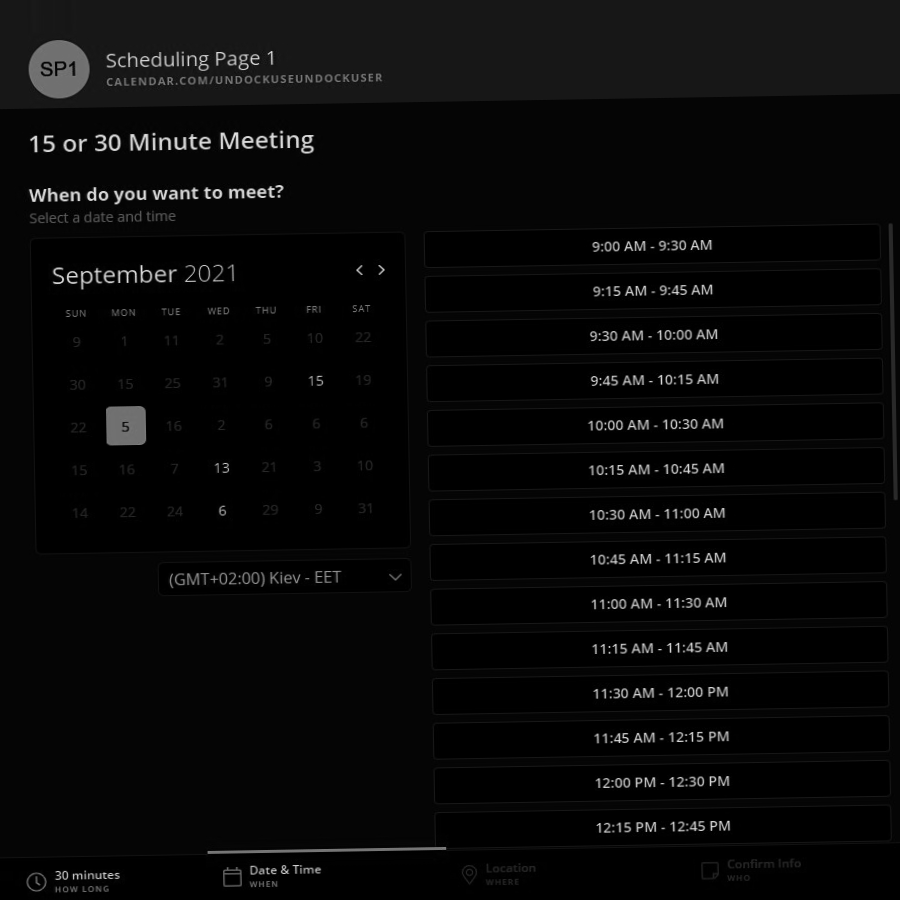 SP1
Scheduling Page 1
CALENDAR.COM/UNDOCKUSEUNDOCKUSER
15 or 30 Minute Meeting
When do you want to meet?
Select a date and time
September 2021
SUN MON TUE WED THU FRI SAT
9 1 11 2 5 10 22
30 15 25 31 9 15 19
22 5 16 2 6 6 6
15 16 7 13 21 3 10
14 22 24 6 29 9 31
(GMT+02:00) Kiev - EET
9:00 AM - 9:30 AM
9:15 AM - 9:45 AM
9:30 AM - 10:00 AM
9:45 AM - 10:15 AM
10:00 AM - 10:30 AM
10:15 AM - 10:45 AM
10:30 AM - 11:00 AM
10:45 AM - 11:15 AM
11:00 AM - 11:30 AM
11:15 AM - 11:45 AM
11:30 AM - 12:00 PM
11:45 AM - 12:15 PM
12:00 PM - 12:30 PM
12:15 PM - 12:45 PM
30 minutes
HOW LONG
Date & Time
WHEN
Location
WHERE
Confirm Info
WHO